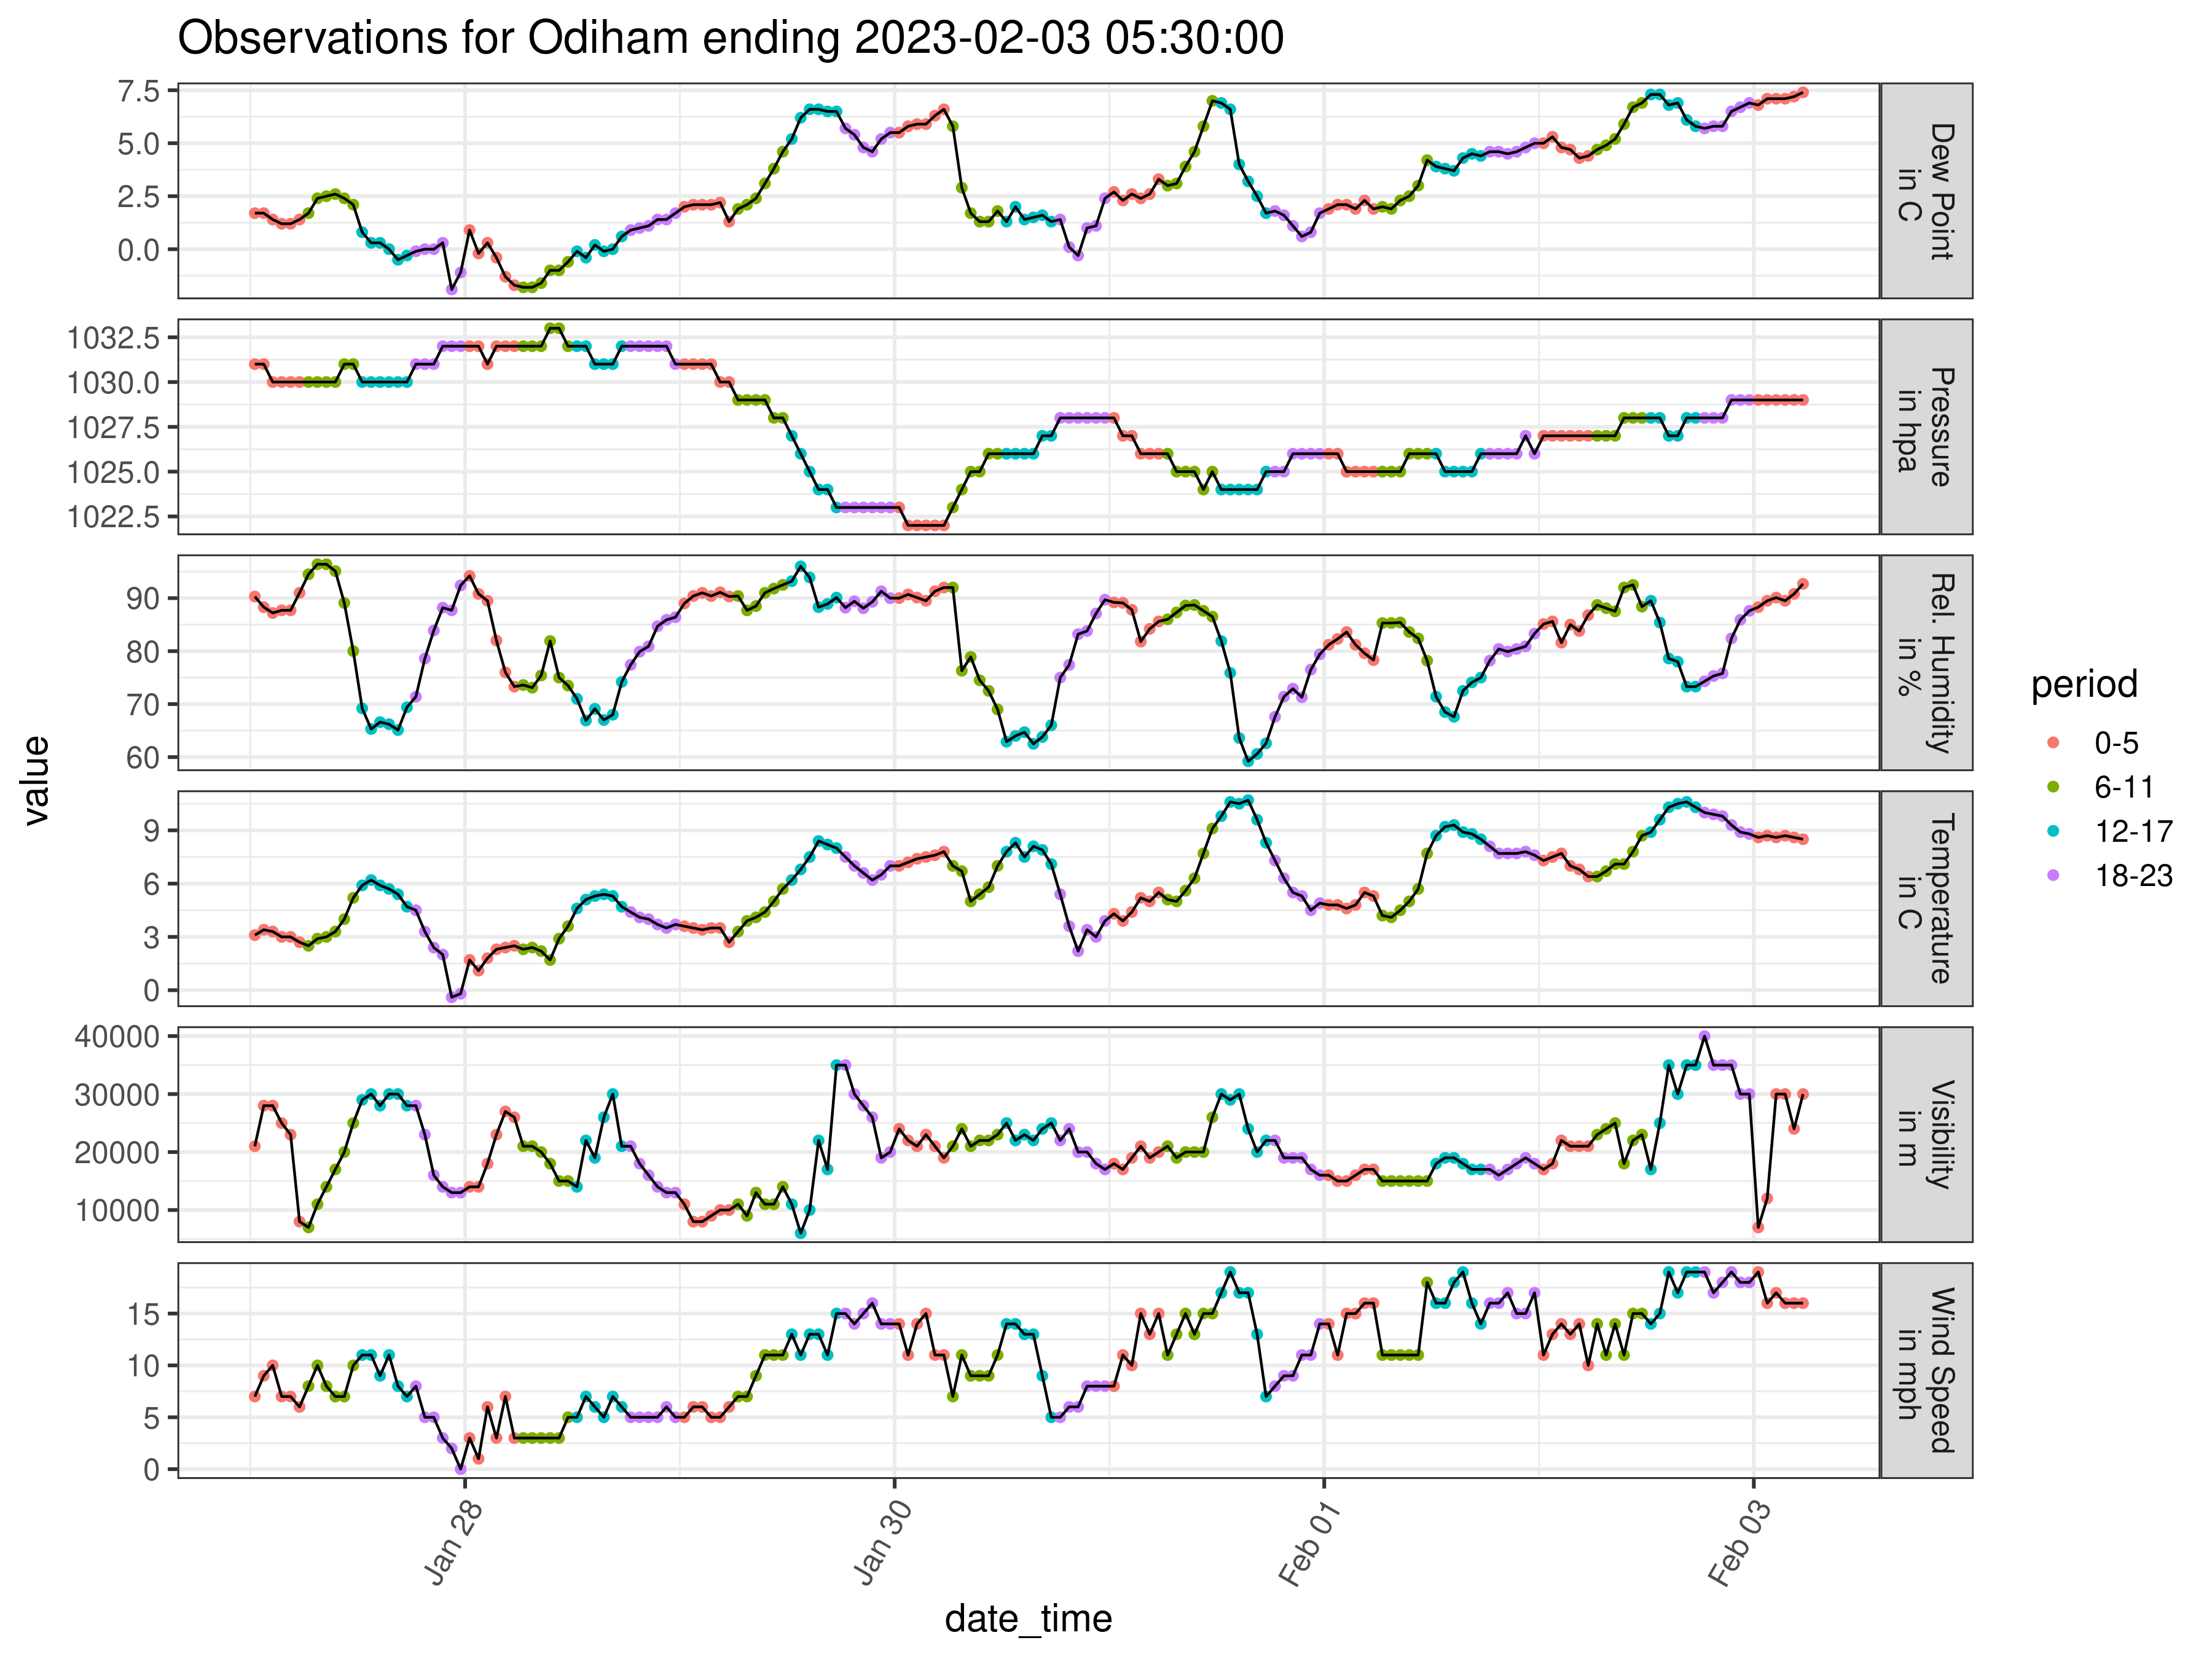 Observations for Odiham ending 2023-02-03 05:30:00
value
7.5
5.0
2.5
0.0
Dew Point
in C
1032.5
1030.0
1027.5
1025.0
1022.5
Pressure
in hpa
90
80
70
60
Rel. Humidity
in %
9
6
3
0
Temperature
in C
40000
30000
20000
10000
Visibility
in m
15
10
5
0
Wind Speed
in mph
Jan 28
Jan 30
Feb 01
Feb 03
date_time
period
0-5
6-11
12-17
18-23